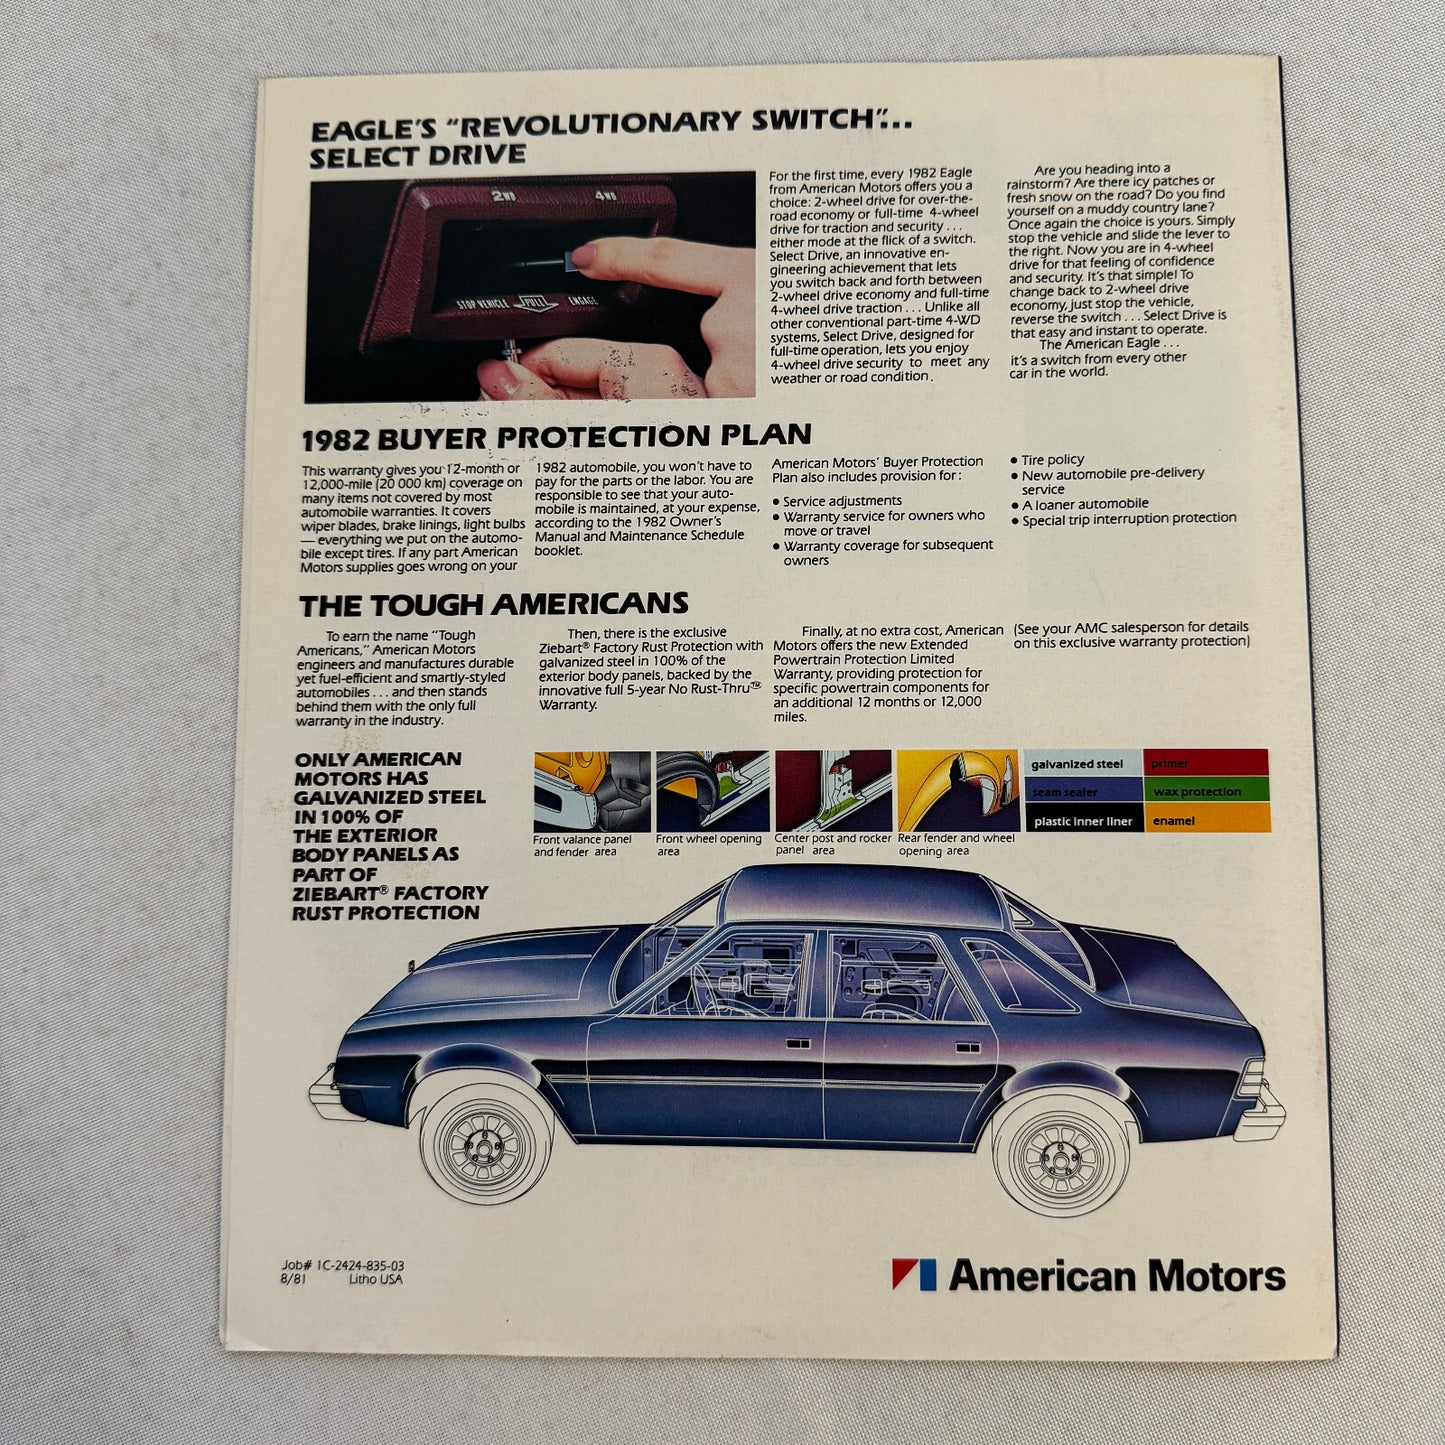 EAGLE'S "REVOLUTIONARY SWITCH"...
SELECT DRIVE
2WD 4WD
STOP VEHICLE PULL ENGAGE
For the first time, every 1982 Eagle
from American Motors offers you a
choice: 2-wheel drive for over-the-
road economy or full-time 4-wheel
drive for traction and security . . .
either mode at the flick of a switch.
Select Drive, an innovative en-
gineering achievement that lets
you switch back and forth between
2-wheel drive economy and full-time
4-wheel drive traction . . . Unlike all
other conventional part-time 4-WD
systems, Select Drive, designed for
full-time operation, lets you enjoy
4-wheel drive security to meet any
weather or road condition.
Are you heading into a
rainstorm? Are there icy patches or
fresh snow on the road? Do you find
yourself on a muddy country lane?
Once again the choice is yours. Simply
stop the vehicle and slide the lever to
the right. Now you are in 4-wheel
drive for that feeling of confidence
and security. It's that simple! To
change back to 2-wheel drive
economy, just stop the vehicle,
reverse the switch . . . Select Drive is
that easy and instant to operate.
The American Eagle . . .
it's a switch from every other
car in the world.
1982 BUYER PROTECTION PLAN
This warranty gives you 12-month or
12,000-mile (20 000 km) coverage on
many items not covered by most
automobile warranties. It covers
wiper blades, brake linings, light bulbs
— everything we put on the automo-
bile except tires. If any part American
Motors supplies goes wrong on your
1982 automobile, you won't have to
pay for the parts or the labor. You are
responsible to see that your auto-
mobile is maintained, at your expense,
according to the 1982 Owner's
Manual and Maintenance Schedule
booklet.
American Motors' Buyer Protection
Plan also includes provision for:
• Service adjustments
• Warranty service for owners who
move or travel
• Warranty coverage for subsequent
owners
• Tire policy
• New automobile pre-delivery
service
• A loaner automobile
• Special trip interruption protection
THE TOUGH AMERICANS
To earn the name "Tough
Americans," American Motors
engineers and manufactures durable
yet fuel-efficient and smartly-styled
automobiles . . . and then stands
behind them with the only full
warranty in the industry.
Then, there is the exclusive
Ziebart® Factory Rust Protection with
galvanized steel in 100% of the
exterior body panels, backed by the
innovative full 5-year No Rust-Thru™
Warranty.
Finally, at no extra cost, American
Motors offers the new Extended
Powertrain Protection Limited
Warranty, providing protection for
specific powertrain components for
an additional 12 months or 12,000
miles.
(See your AMC salesperson for details
on this exclusive warranty protection)
ONLY AMERICAN
MOTORS HAS
GALVANIZED STEEL
IN 100% OF
THE EXTERIOR
BODY PANELS AS
PART OF
ZIEBART® FACTORY
RUST PROTECTION
Front valance panel
and fender area
Front wheel opening
area
Center post and rocker
panel area
Rear fender and wheel
opening area
galvanized steel primer
seam sealer wax protection
plastic inner liner enamel
Job# 1C-2424-835-03
8/81 Litho USA
American Motors